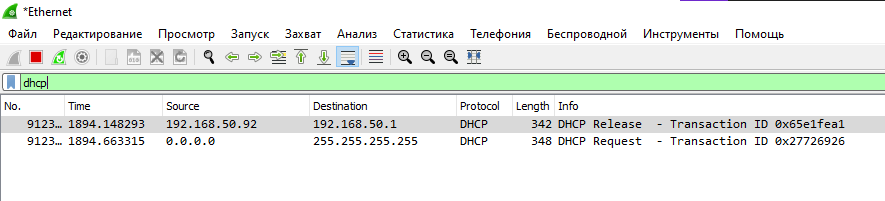 *Ethernet
Файл Редактирование Просмотр Запуск Захват Анализ Статистика Телефония Беспроводной Инструменты Помощь
dhcp
No. Time Source Destination Protocol Length Info
9123… 1894.148293 192.168.50.92 192.168.50.1 DHCP 342 DHCP Release - Transaction ID 0x65e1fea1
9123… 1894.663315 0.0.0.0 255.255.255.255 DHCP 348 DHCP Request - Transaction ID 0x27726926